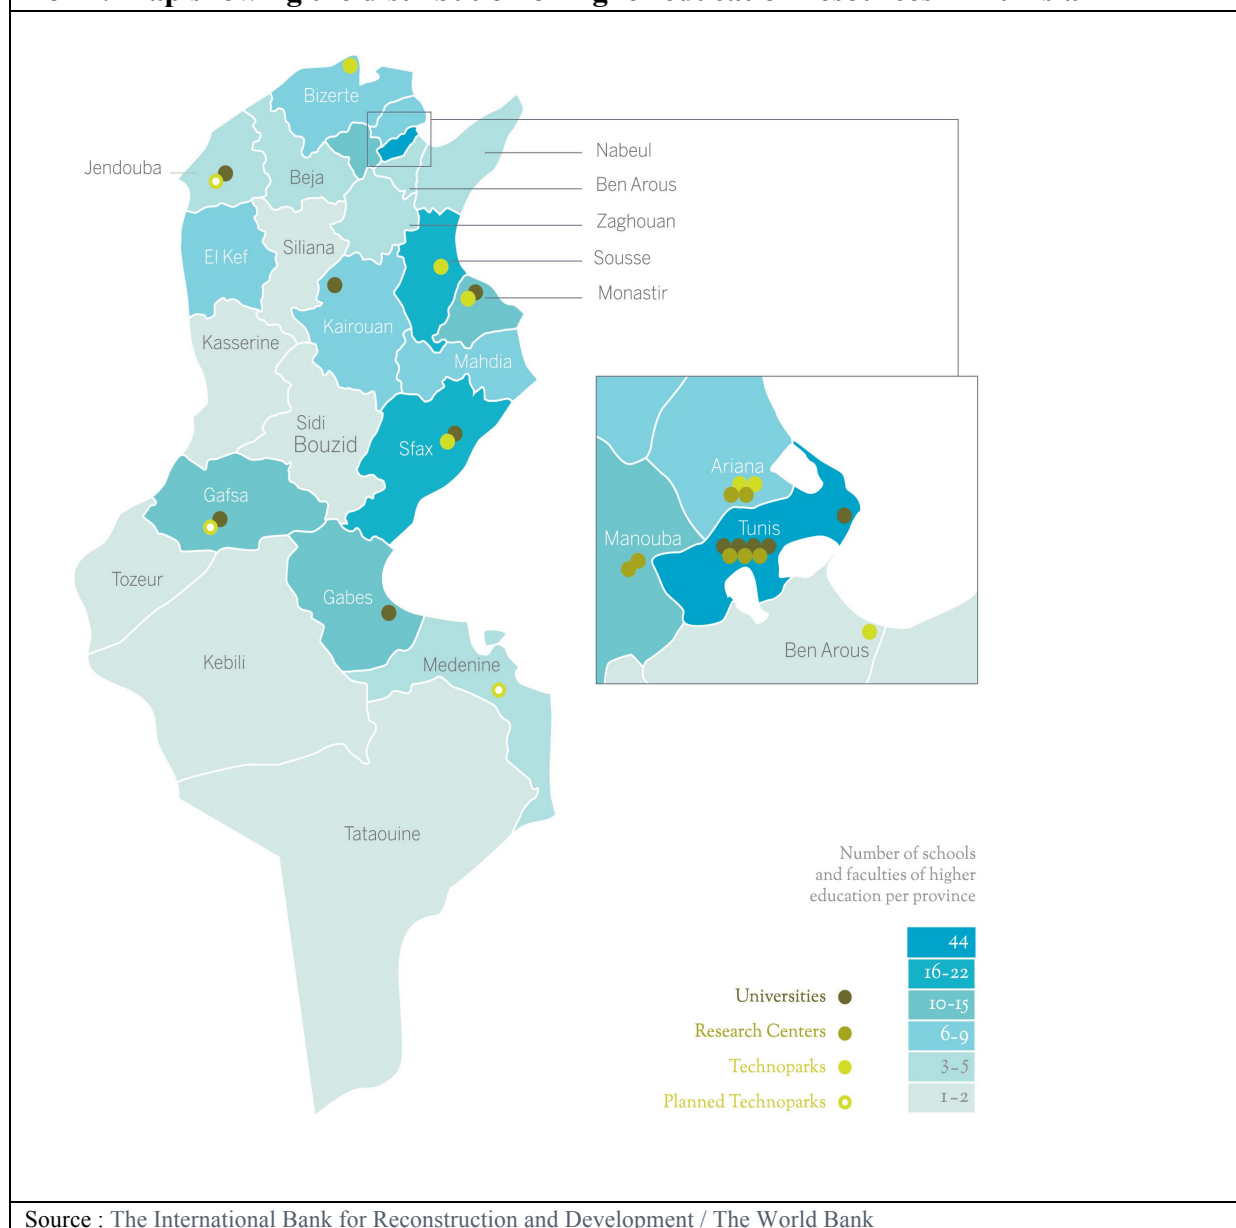 Bizerte
Jendouba
Beja
Nabeul
Ben Arous
Zaghouan
Siliana
El Kef
Sousse
Monastir
Kairouan
Kasserine
Mahdia
Sidi
Bouzid
Sfax
Gafsa
Ariana
Tunis
Manouba
Tozeur
Gabes
Ben Arous
Kebili
Medenine
Tataouine
Number of schools
and faculties of higher
education per province
44
16-22
10-15
6-9
3-5
1-2
Universities
Research Centers
Technoparks
Planned Technoparks
Source : The International Bank for Reconstruction and Development / The World Bank